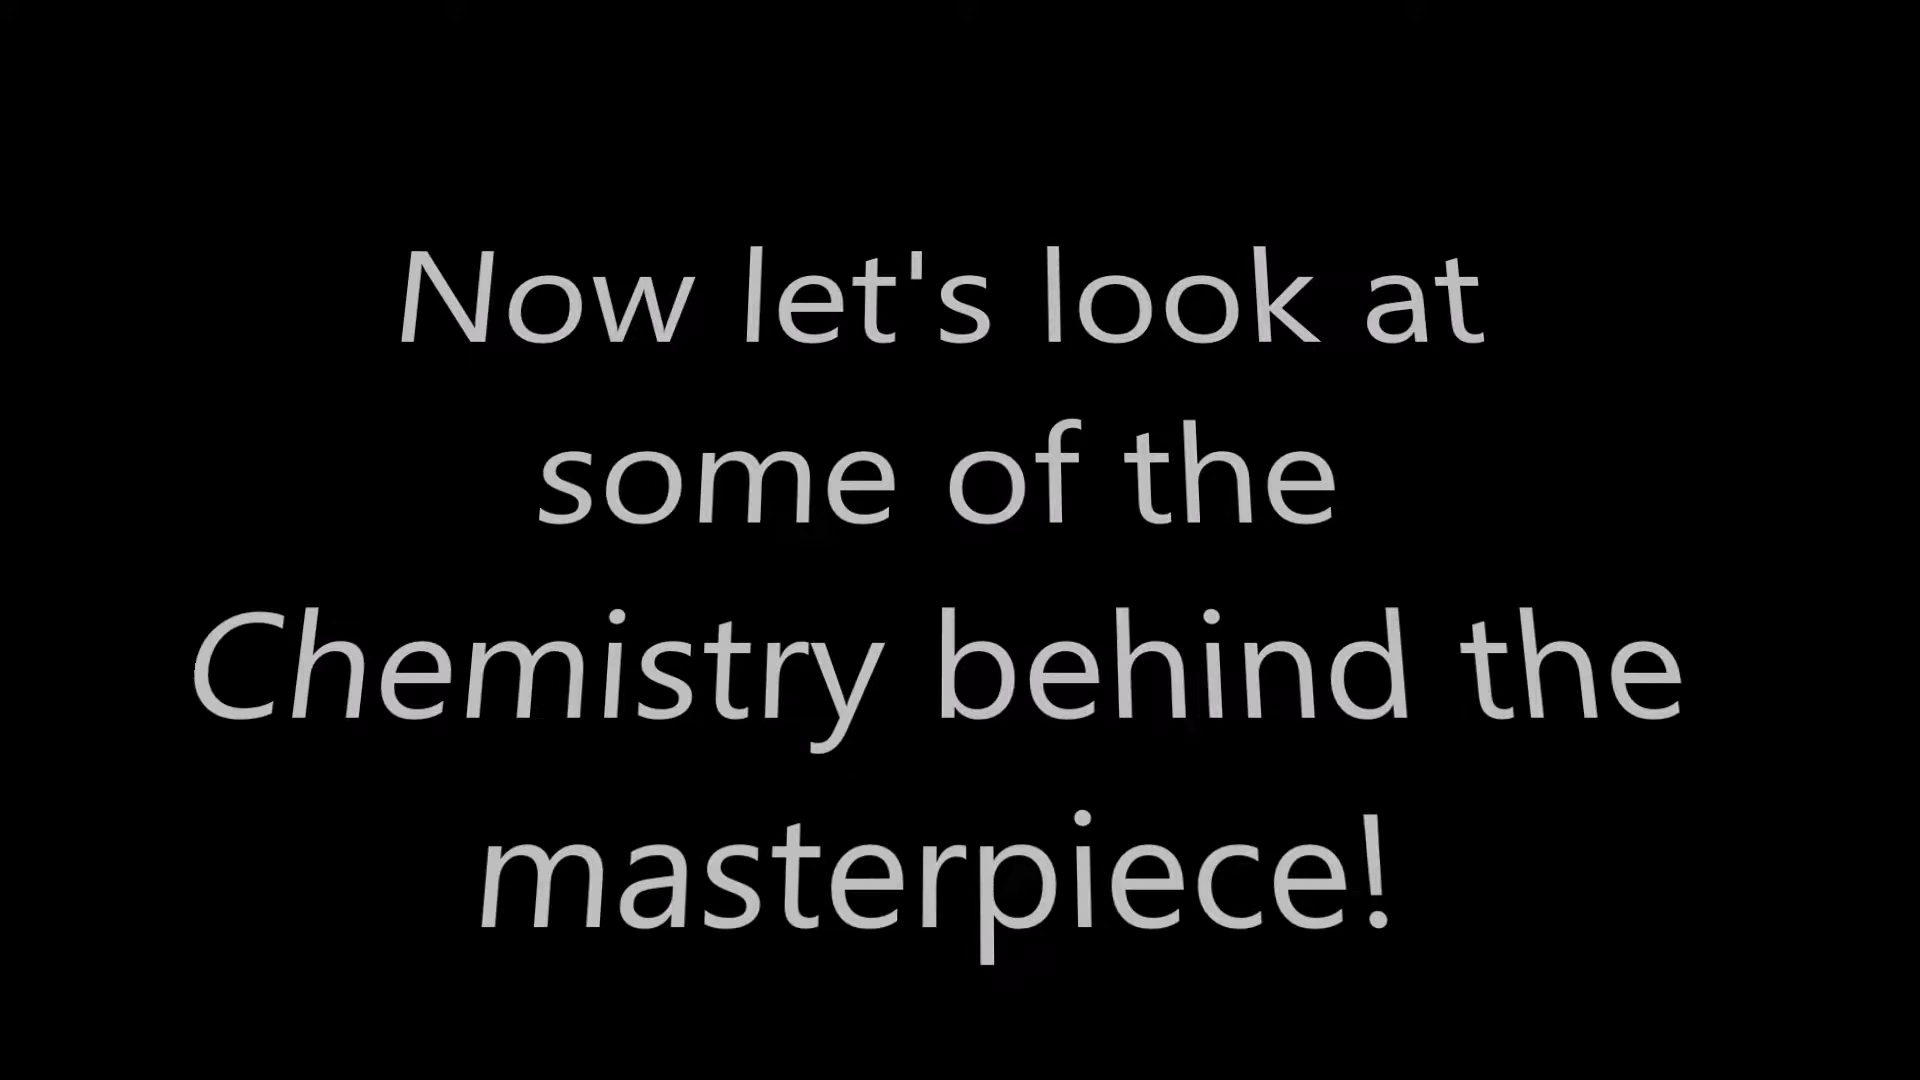 Now let's look at
some of the
Chemistry behind the
masterpiece!